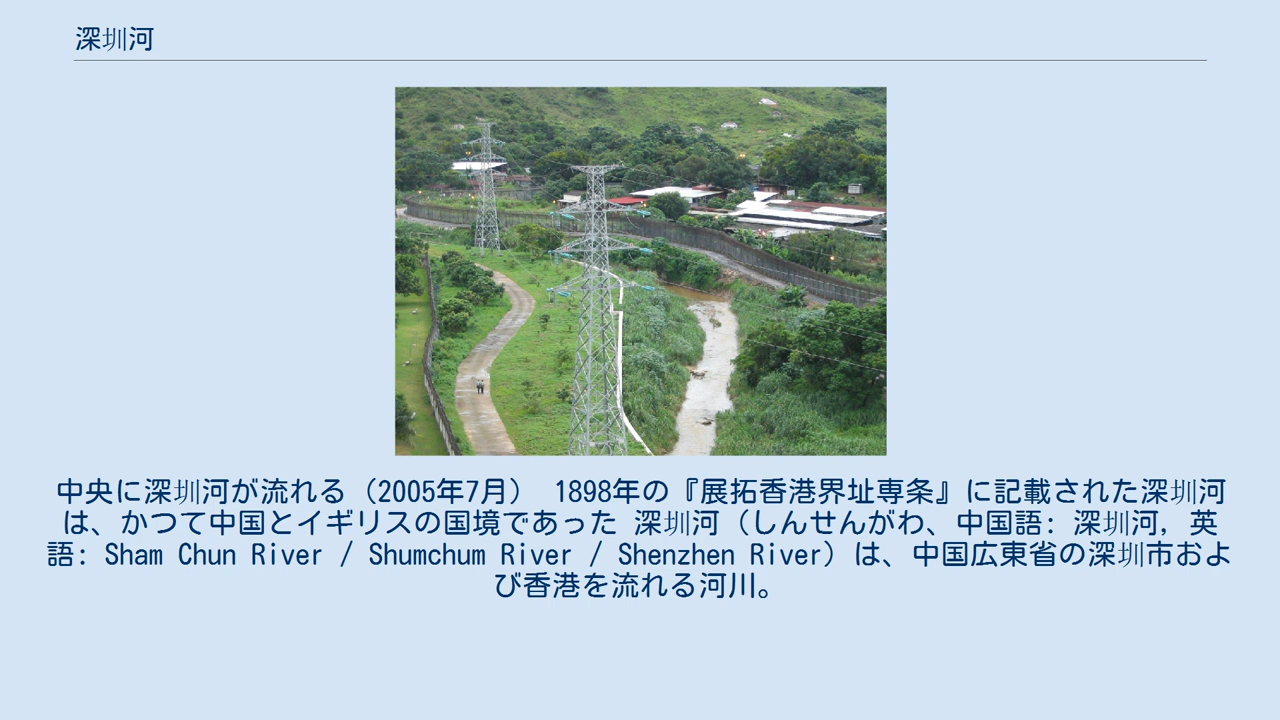 深圳河
中央に深圳河が流れる（2005年7月） 1898年の『展拓香港界址専条』に記載された深圳河
は、かつて中国とイギリスの国境であった 深圳河（しんせんがわ、中国語: 深圳河, 英
語: Sham Chun River / Shumchum River / Shenzhen River）は、中国広東省の深圳市およ
び香港を流れる河川。